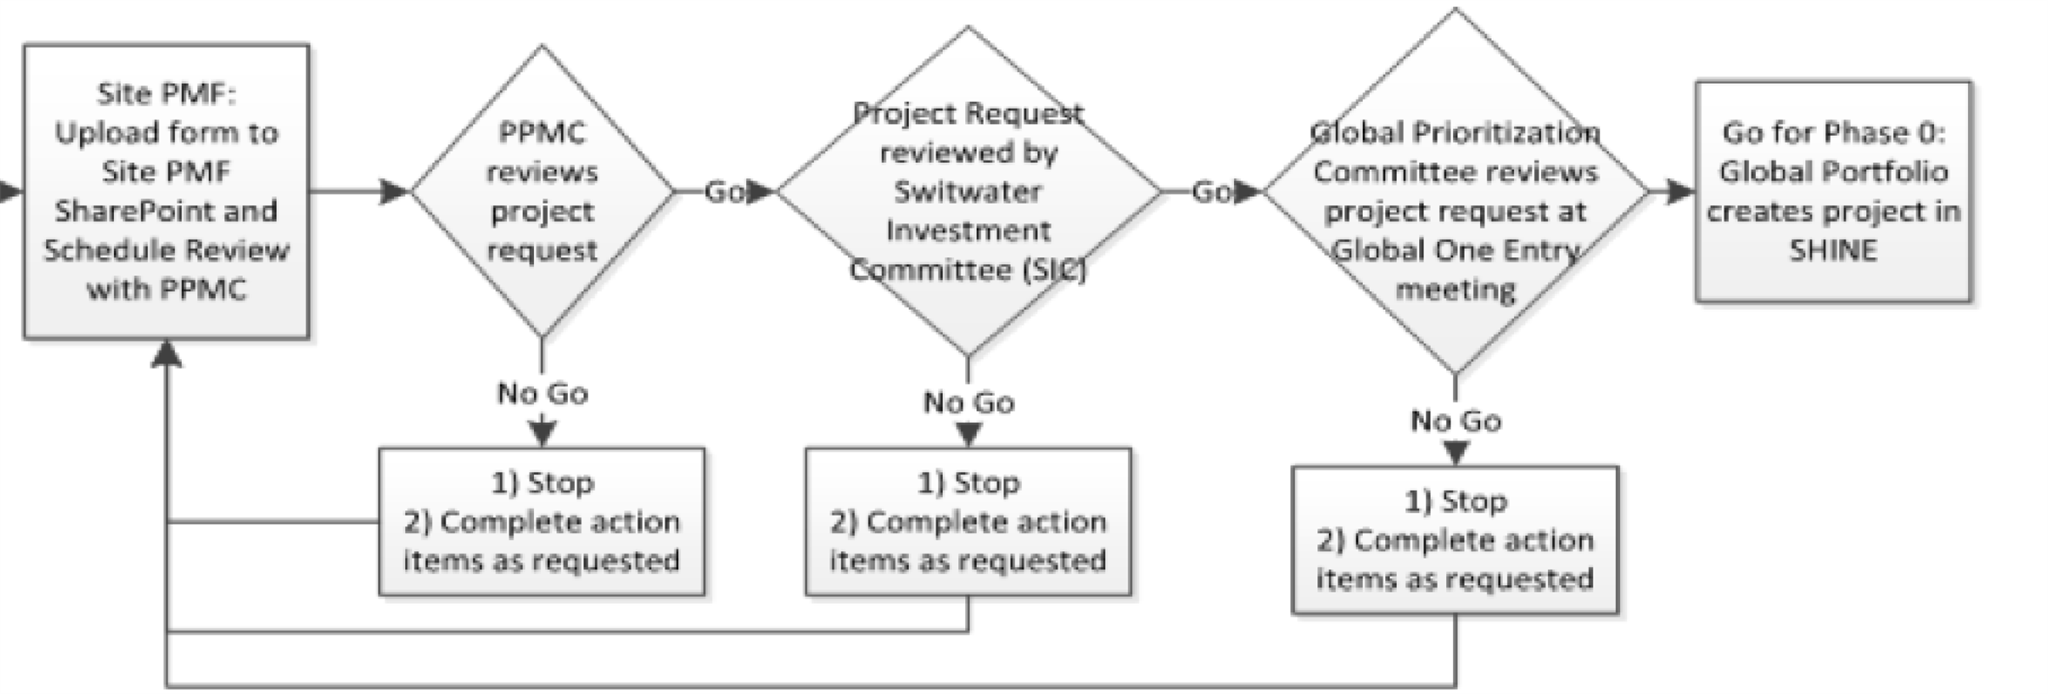 Site PMF:
Upload form to
Site PMF
SharePoint and
Schedule Review
with PPMC
PPMC
reviews
project
request
Go
Project Request
reviewed by
Switwater
Investment
Committee (SIC)
Go
Global Prioritization
Committee reviews
project request at
Global One Entry
meeting
Go for Phase 0:
Global Portfolio
creates project in
SHINE
No Go
No Go
No Go
1) Stop
2) Complete action
items as requested
1) Stop
2) Complete action
items as requested
1) Stop
2) Complete action
items as requested